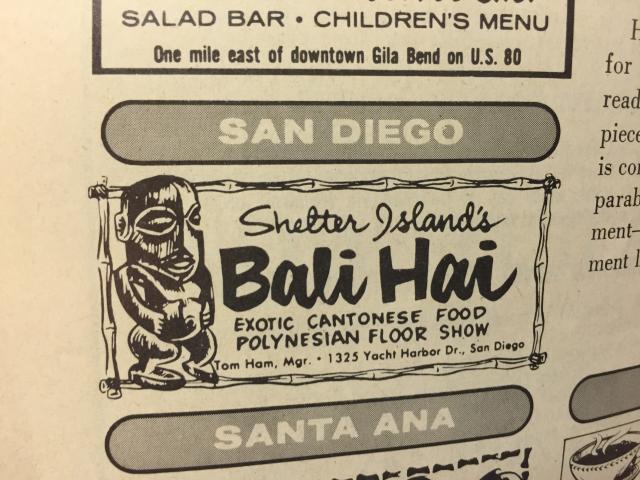 SALAD BAR • CHILDREN'S MENU
One mile east of downtown Gila Bend on U.S. 80
SAN DIEGO
Shelter Island's
Bali Hai
EXOTIC CANTONESE FOOD
POLYNESIAN FLOOR SHOW
Tom Ham, Mgr. • 1325 Yacht Harbor Dr., San Diego
SANTA ANA
for
read
piece
is con
parab
ment—
ment l